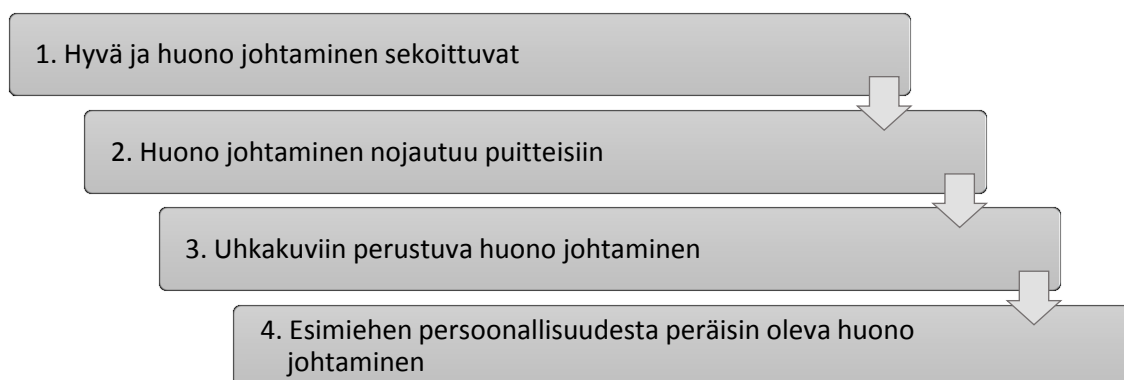 1. Hyvä ja huono johtaminen sekoittuvat
2. Huono johtaminen nojautuu puitteisiin
3. Uhkakuviin perustuva huono johtaminen
4. Esimiehen persoonallisuudesta peräisin oleva huono
johtaminen